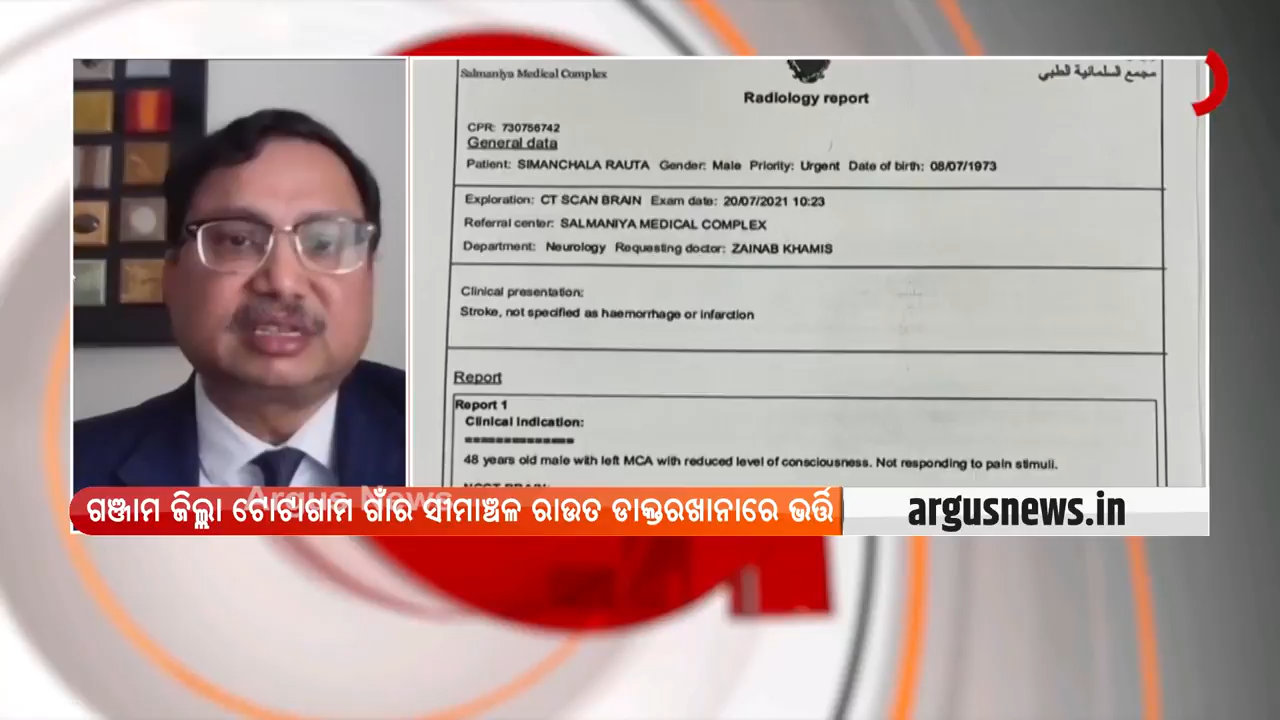 Salmaniya Medical Complex
مجمع السلمانية الطبي
Radiology report
CPR: 730756742
General data
Patient: SIMANCHALA RAUTA Gender: Male Priority: Urgent Date of birth: 08/07/1973
Exploration: CT SCAN BRAIN Exam date: 20/07/2021 10:23
Referral center: SALMANIYA MEDICAL COMPLEX
Department: Neurology Requesting doctor: ZAINAB KHAMIS
Clinical presentation:
Stroke, not specified as haemorrhage or infarction
Report
Report 1
Clinical Indication:
==============
48 years old male with left MCA with reduced level of consciousness. Not responding to pain stimuli.
Argus News
ଗଞ୍ଜାମ ଜିଲ୍ଲା ଟୋଟାଗାମ ଗାଁର ସୀମାଞ୍ଚଳ ରାଉତ ଡାକ୍ତରଖାନାରେ ଭର୍ତ୍ତି
argusnews.in